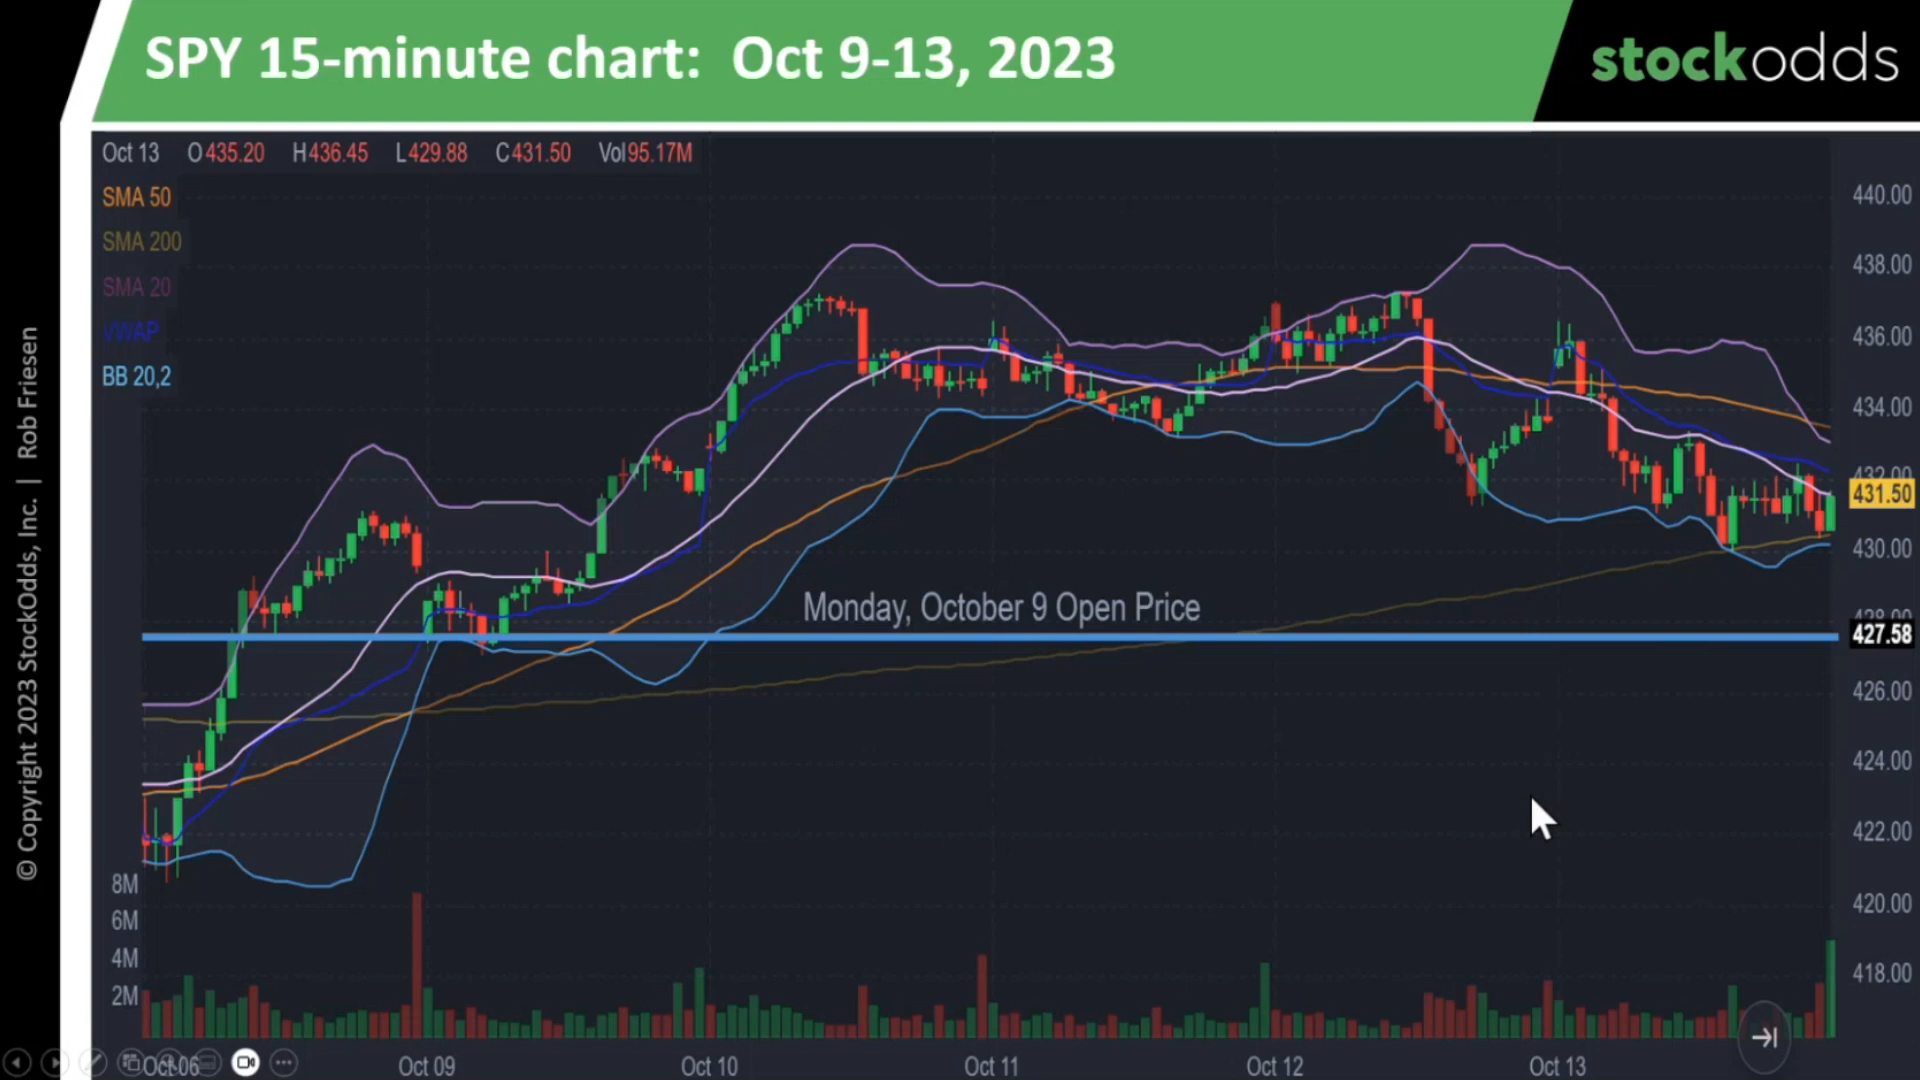 SPY 15-minute chart: Oct 9-13, 2023
stockodds
Oct 13 O435.20 H436.45 L429.88 C431.50 Vol95.17M
SMA 50
SMA 200
SMA 20
VWAP
BB 20,2
440.00
438.00
436.00
434.00
432.00
431.50
430.00
428.00
427.58
426.00
424.00
422.00
420.00
418.00
Monday, October 9 Open Price
8M
6M
4M
2M
Oct 06
Oct 09
Oct 10
Oct 11
Oct 12
Oct 13
© Copyright 2023 StockOdds, Inc. | Rob Friesen